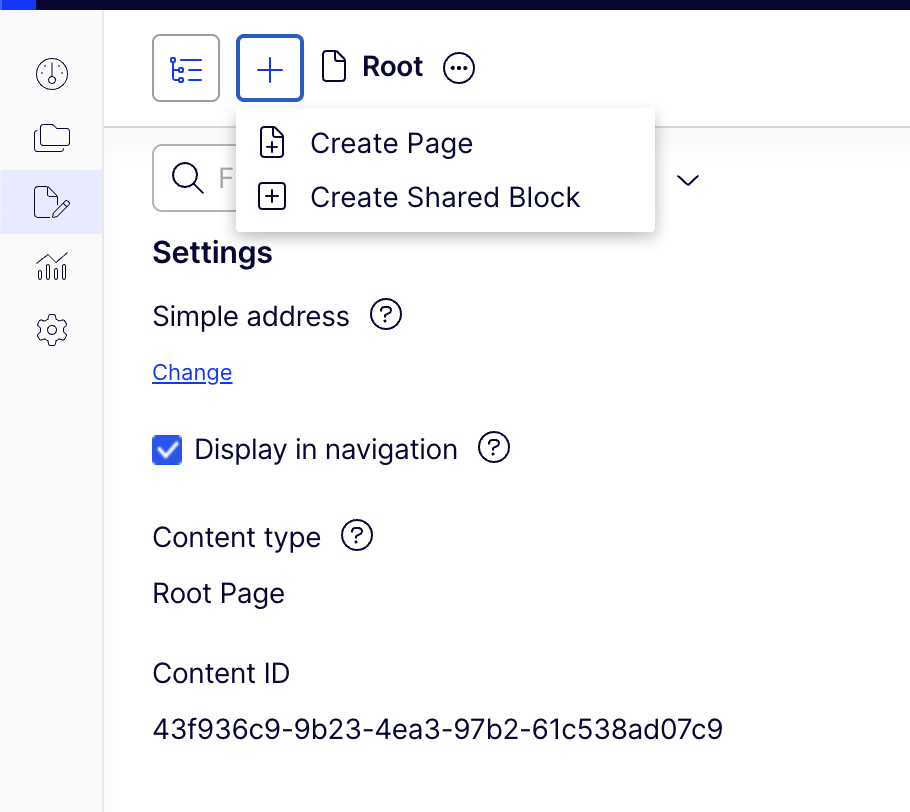 Root
Create Page
Create Shared Block
F
Settings
Simple address
Change
Display in navigation
Content type
Root Page
Content ID
43f936c9-9b23-4ea3-97b2-61c538ad07c9